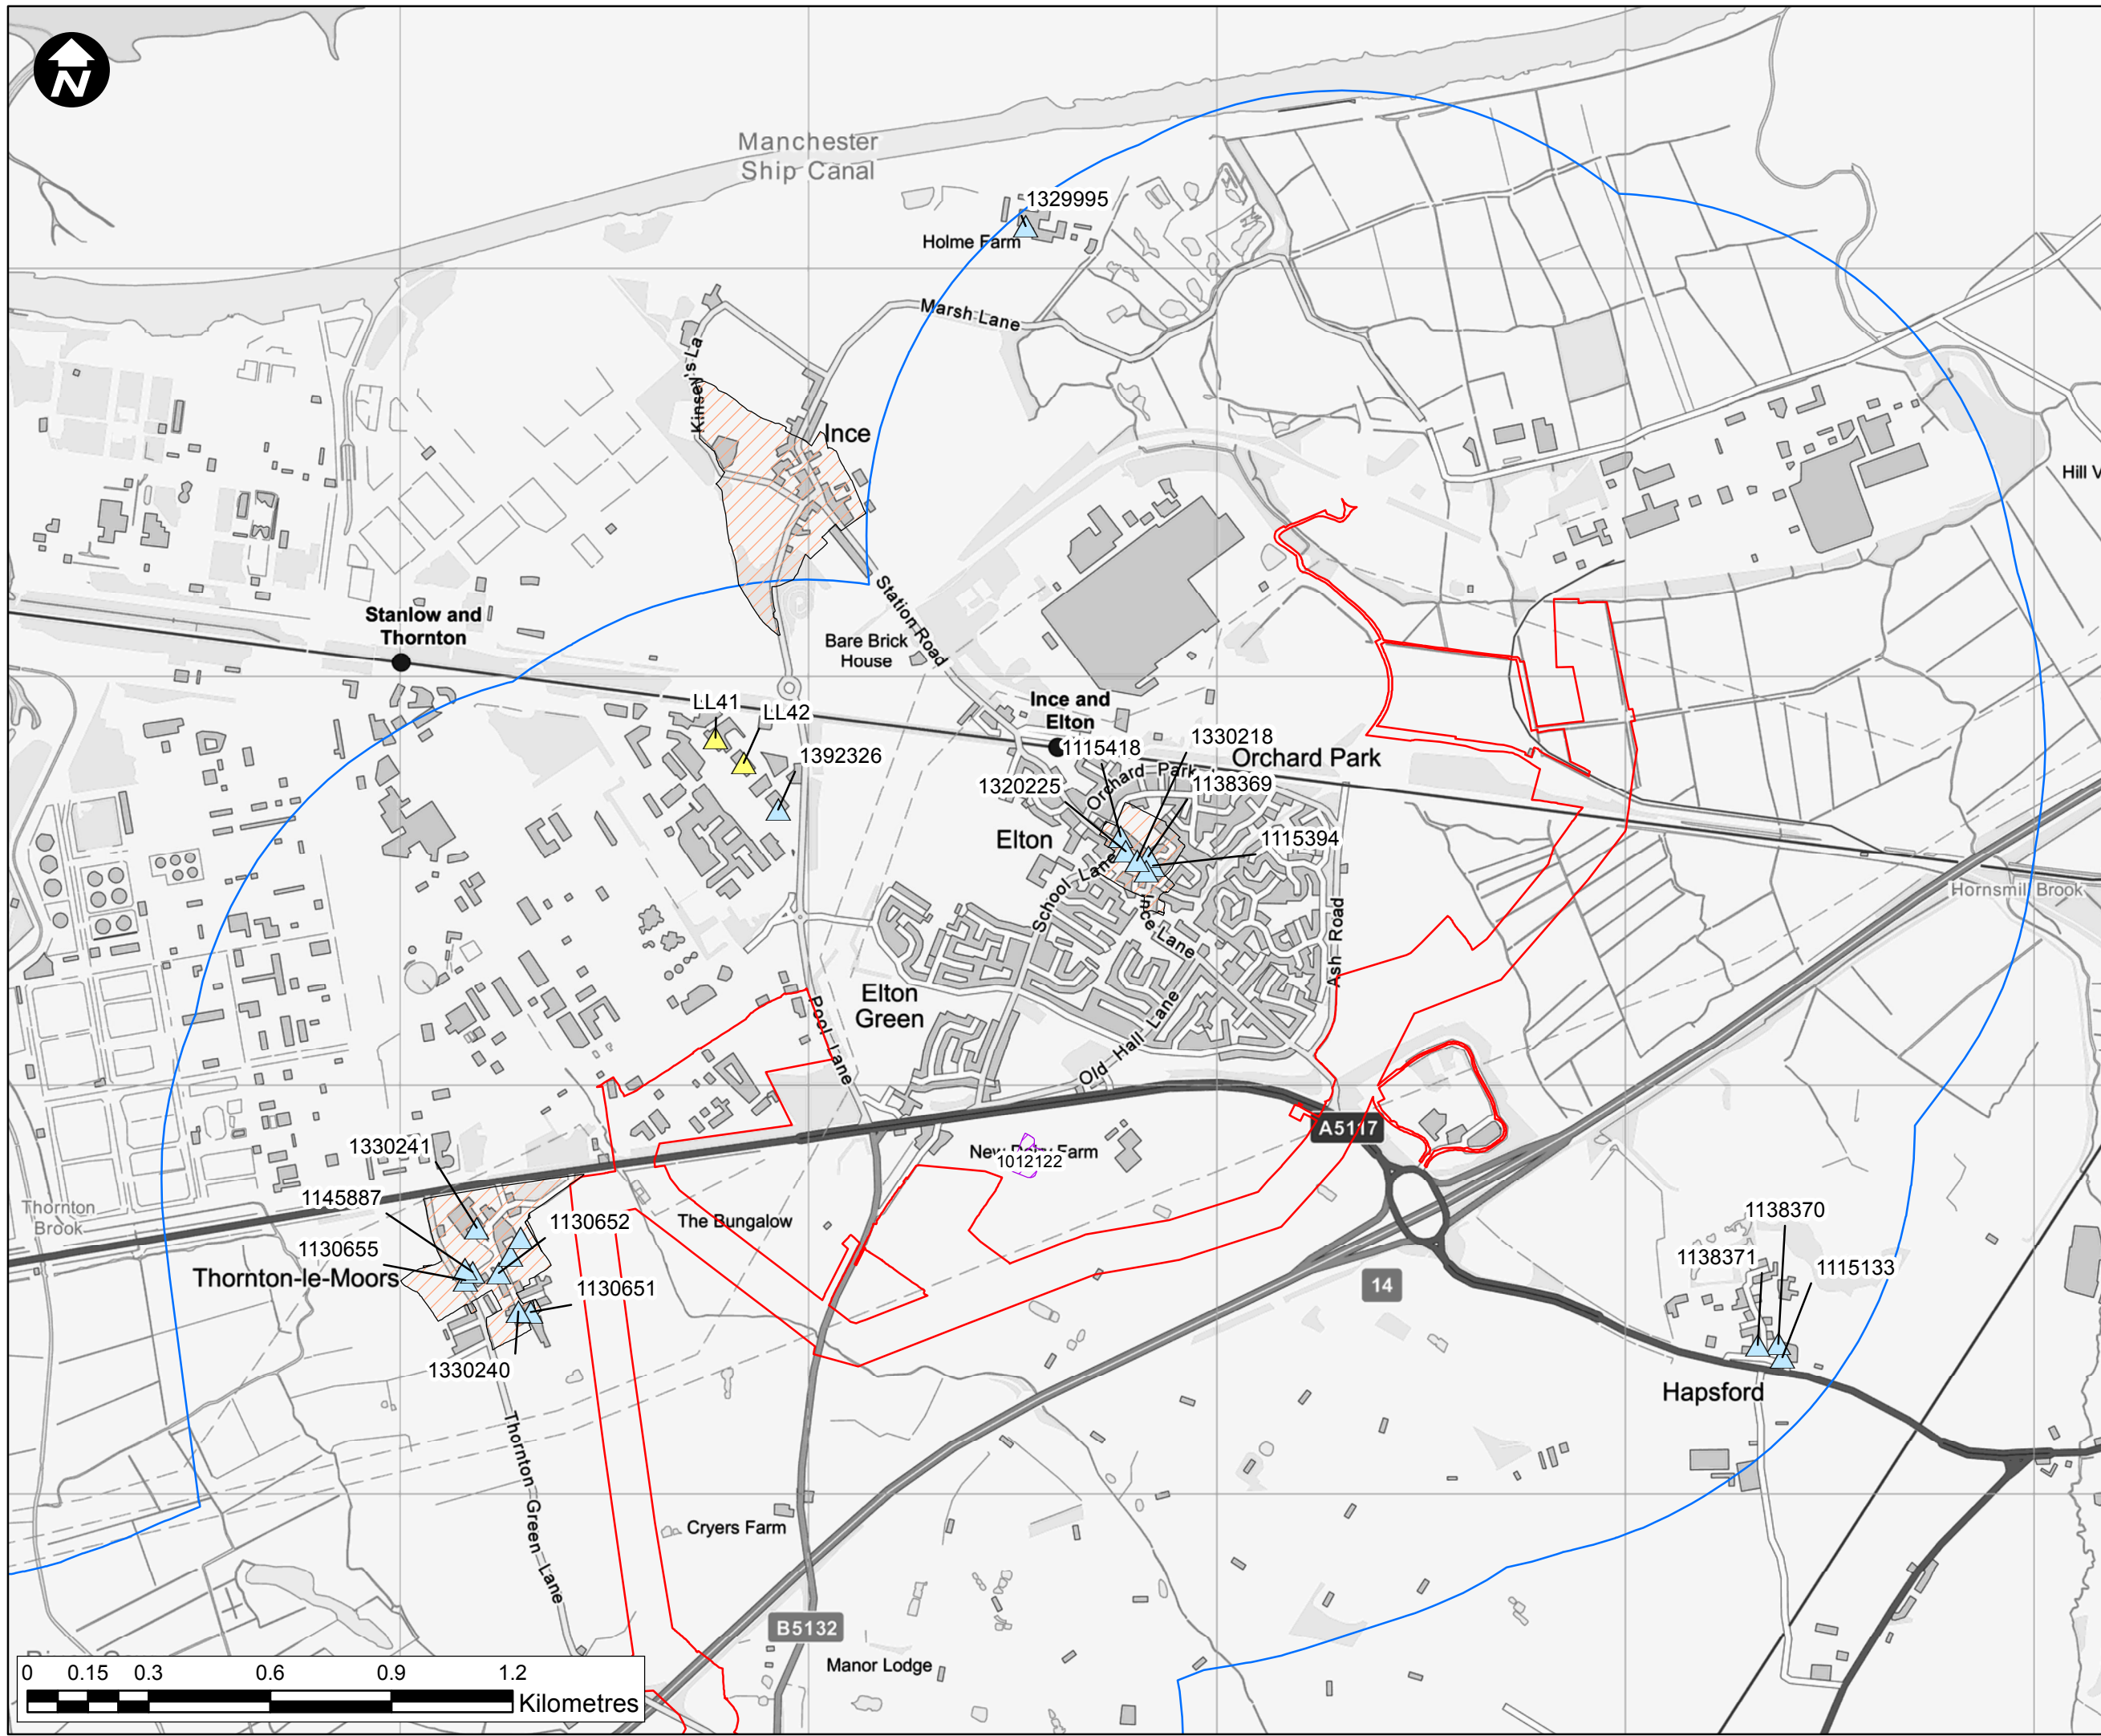 N
Manchester
Ship Canal
1329995
Holme Farm
Marsh Lane
Kinsey's La
Ince
Hill V
Stanlow and
Thornton
Station Road
Bare Brick
House
LL41
LL42
1392326
Ince and
Elton
1115418
1330218
Orchard Park
Orchard Park
1320225
1138369
Elton
1115394
School Lane
Ince Lane
Ash Road
Hornsmill Brook
Elton
Green
Pool Lane
Old Hall Lane
A5117
New Dairy Farm
1012122
1330241
1145887
Thornton
Brook
1130652
The Bungalow
1130655
Thornton-le-Moors
1130651
1330240
14
1138370
1138371
1115133
Hapsford
Thornton Green Lane
Cryers Farm
B5132
Manor Lodge
0 0.15 0.3 0.6 0.9 1.2
Kilometres